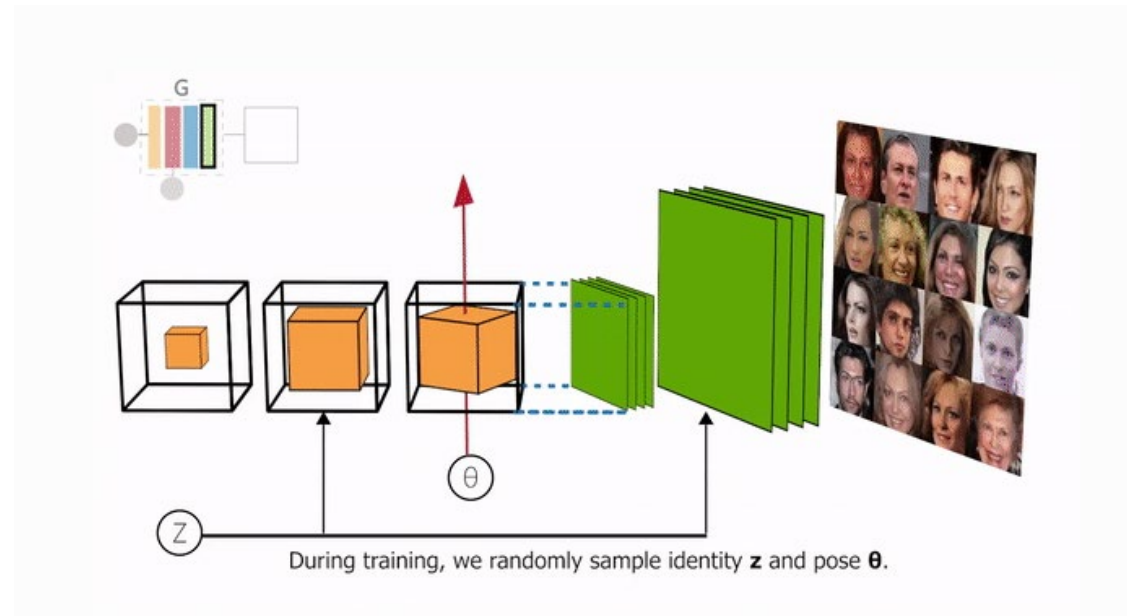 G
θ
Z
During training, we randomly sample identity z and pose θ.